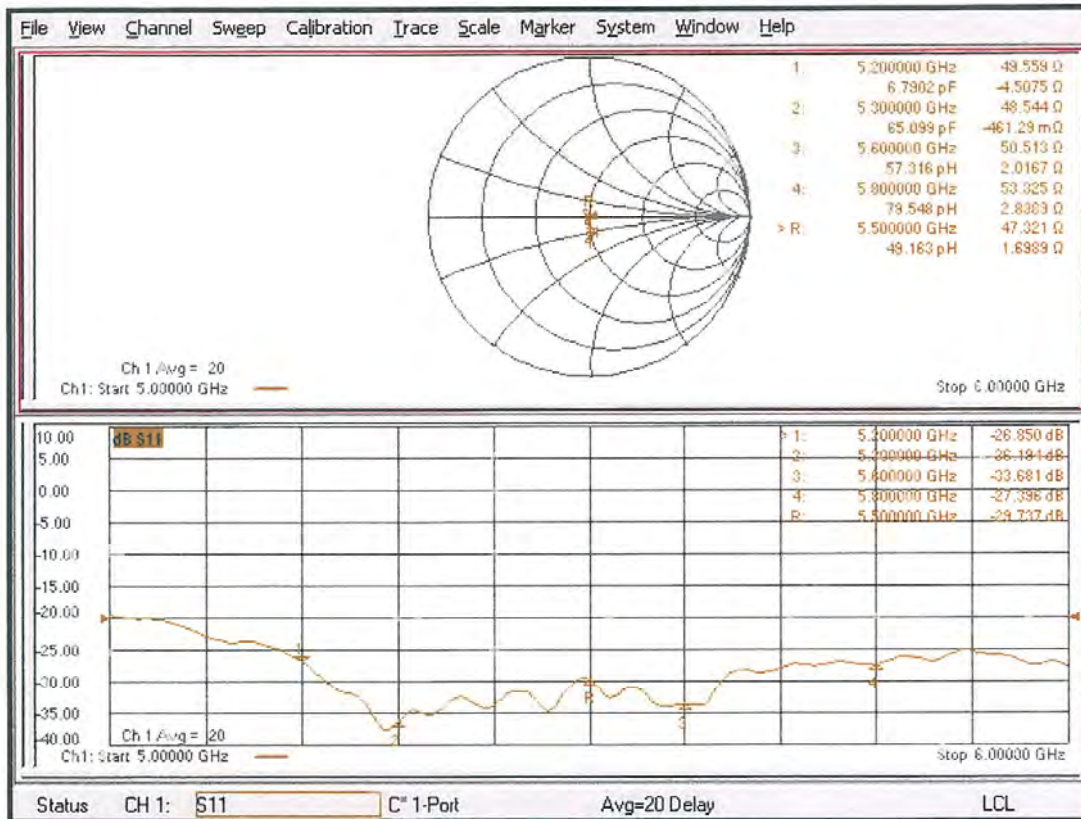 File View Channel Sweep Calibration Trace Scale Marker System Window Help
1: 5.200000 GHz 49.559 Ω
6.7902 pF -4.5075 Ω
2: 5.300000 GHz 48.544 Ω
65.099 pF -461.29 mΩ
3: 5.600000 GHz 50.513 Ω
57.316 pH 2.0167 Ω
4: 5.800000 GHz 53.325 Ω
79.548 pH
> R: 5.500000 GHz 47.321 Ω
49.163 pH 1.6989 Ω
Ch 1 Avg = 20
Ch1: Start 5.00000 GHz
Stop 6.00000 GHz
10.00
5.00
0.00
-5.00
-10.00
-15.00
-20.00
-25.00
-30.00
-35.00
-40.00
dB S11
> 1: 5.200000 GHz -26.850 dB
2: 5.300000 GHz
3: 5.600000 GHz -33.681 dB
4: 5.800000 GHz -27.396 dB
R: 5.500000 GHz -29.737 dB
1
2
R
3
4
Ch 1 Avg = 20
Ch1: Start 5.00000 GHz
Stop 6.00000 GHz
Status CH 1: S11 C* 1-Port Avg=20 Delay LCL